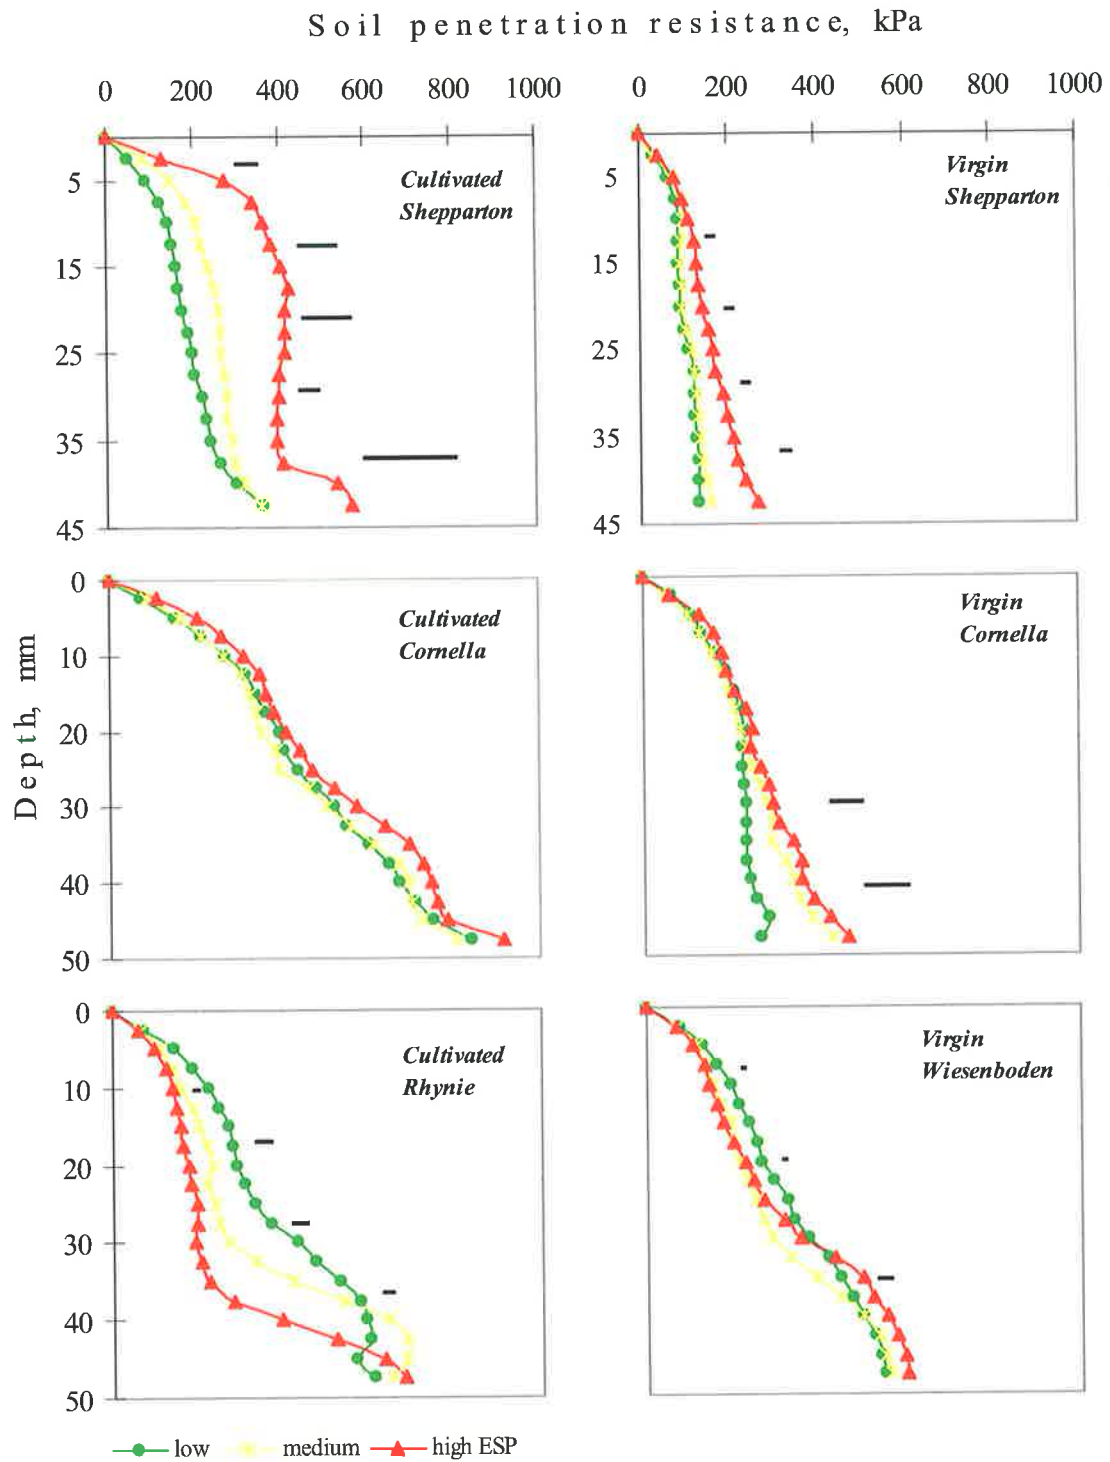 Soil penetration resistance, kPa
0 200 400 600 800 1000
0 200 400 600 800 1000
5
15
25
35
45
Cultivated
Shepparton
5
15
25
35
45
Virgin
Shepparton
Depth, mm
0
10
20
30
40
50
Cultivated
Cornella
Virgin
Cornella
0
10
20
30
40
50
Cultivated
Rhynie
Virgin
Wiesenboden
low medium high ESP